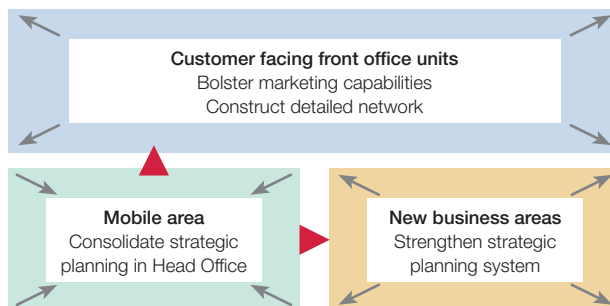 Customer facing front office units
Bolster marketing capabilities
Construct detailed network
Mobile area
Consolidate strategic
planning in Head Office
New business areas
Strengthen strategic
planning system